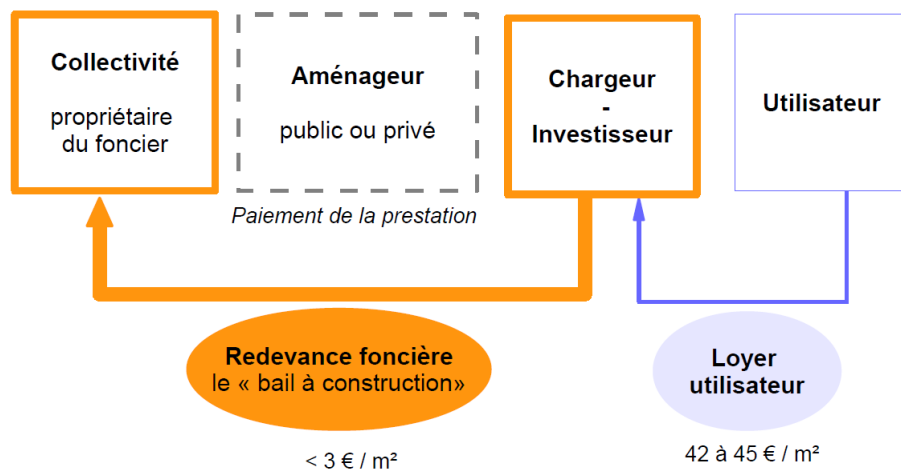 Collectivité
propriétaire
du foncier
Aménageur
public ou privé
Paiement de la prestation
Chargeur
-
Investisseur
Utilisateur
Redevance foncière
le « bail à construction»
< 3 € / m²
Loyer
utilisateur
42 à 45 € / m²